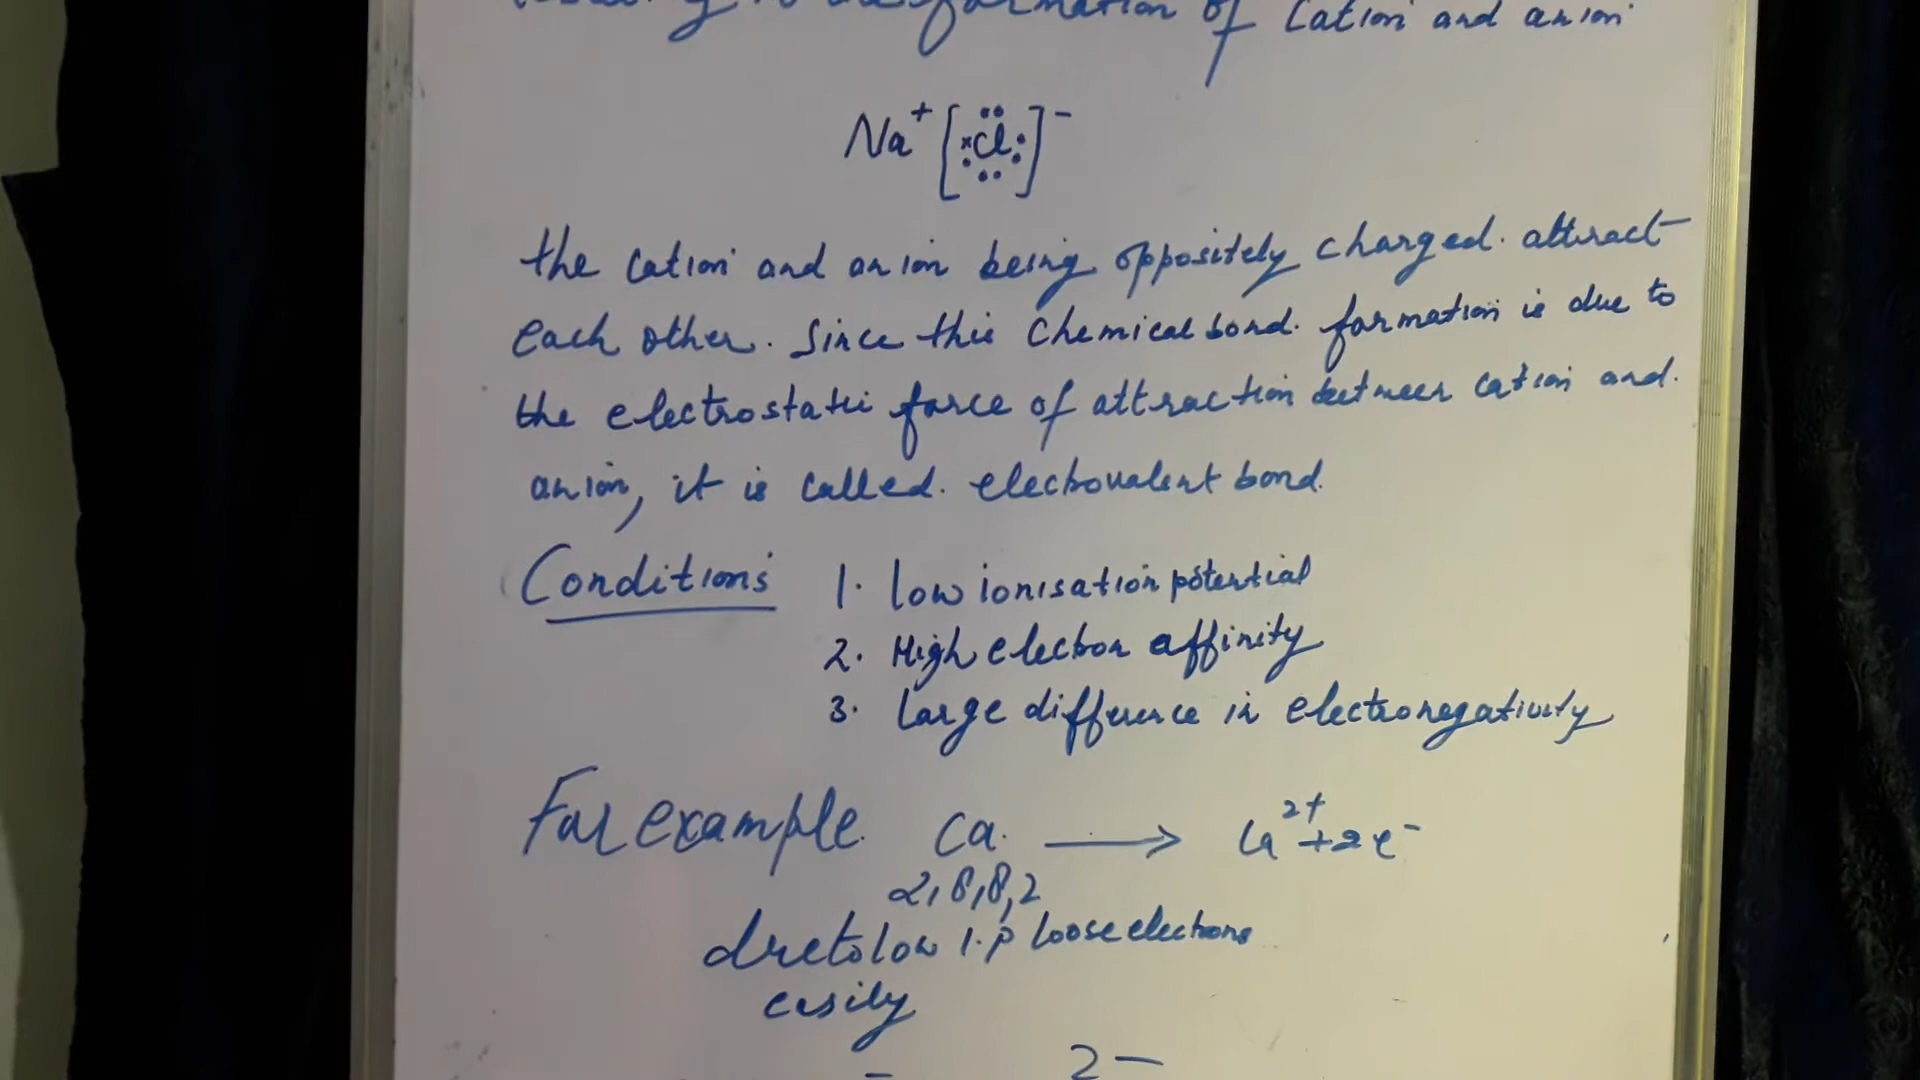 formation of Cation and anion
Na⁺ [×Cl]⁻
the cation and anion being oppositely charged. attract
each other. Since this Chemical bond. formation is due to
the electrostatic force of attraction between cation and.
anion, it is called. electrovalent bond.
Conditions 1. low ionisation potential
2. High electron affinity
3. large difference in electronegativity
For example. Ca. → Ca²⁺+2e⁻
2,8,8,2
due to low I.P loose electrons
easily
2-